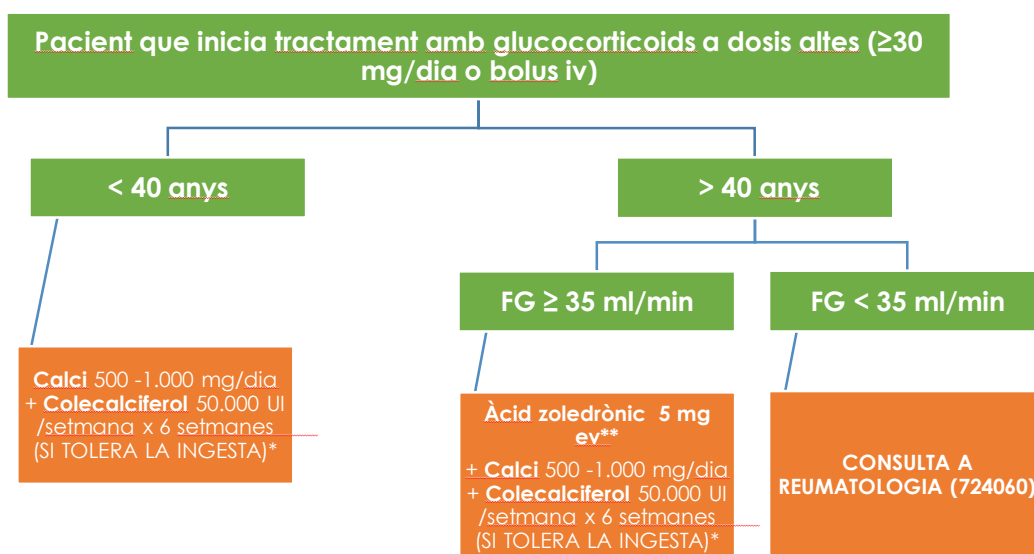 Pacient que inicia tractament amb glucocorticoids a dosis altes (≥30
mg/dia o bolus iv)
< 40 anys
> 40 anys
FG ≥ 35 ml/min
FG < 35 ml/min
Calci 500 -1.000 mg/dia
+ Colecalciferol 50.000 UI
/setmana x 6 setmanes
(SI TOLERA LA INGESTA)*
Àcid zoledrònic 5 mg
ev**
+ Calci 500 -1.000 mg/dia
+ Colecalciferol 50.000 UI
/setmana x 6 setmanes
(SI TOLERA LA INGESTA)*
CONSULTA A
REUMATOLOGIA (724060)